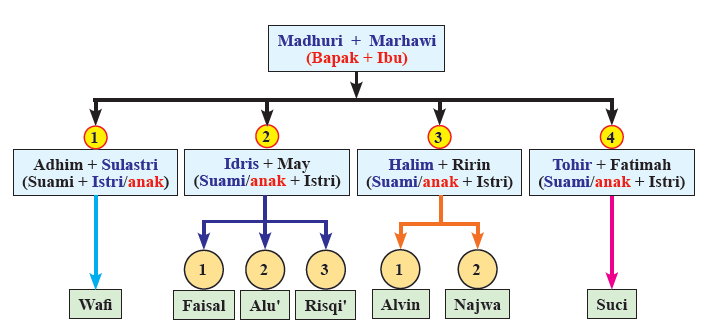 Madhuri + Marhawi
(Bapak + Ibu)
1
2
3
4
Adhim + Sulastri
(Suami + Istri/anak)
Idris + May
(Suami/anak + Istri)
Halim + Ririn
(Suami/anak + Istri)
Tohir + Fatimah
(Suami/anak + Istri)
1
2
3
1
2
Wafi
Faisal
Alu'
Risqi'
Alvin
Najwa
Suci